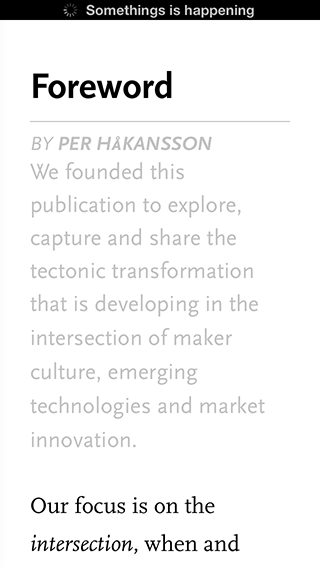 Somethings is happening
Foreword
BY PER HÅKANSSON
We founded this
publication to explore,
capture and share the
tectonic transformation
that is developing in the
intersection of maker
culture, emerging
technologies and market
innovation.
Our focus is on the
intersection, when and